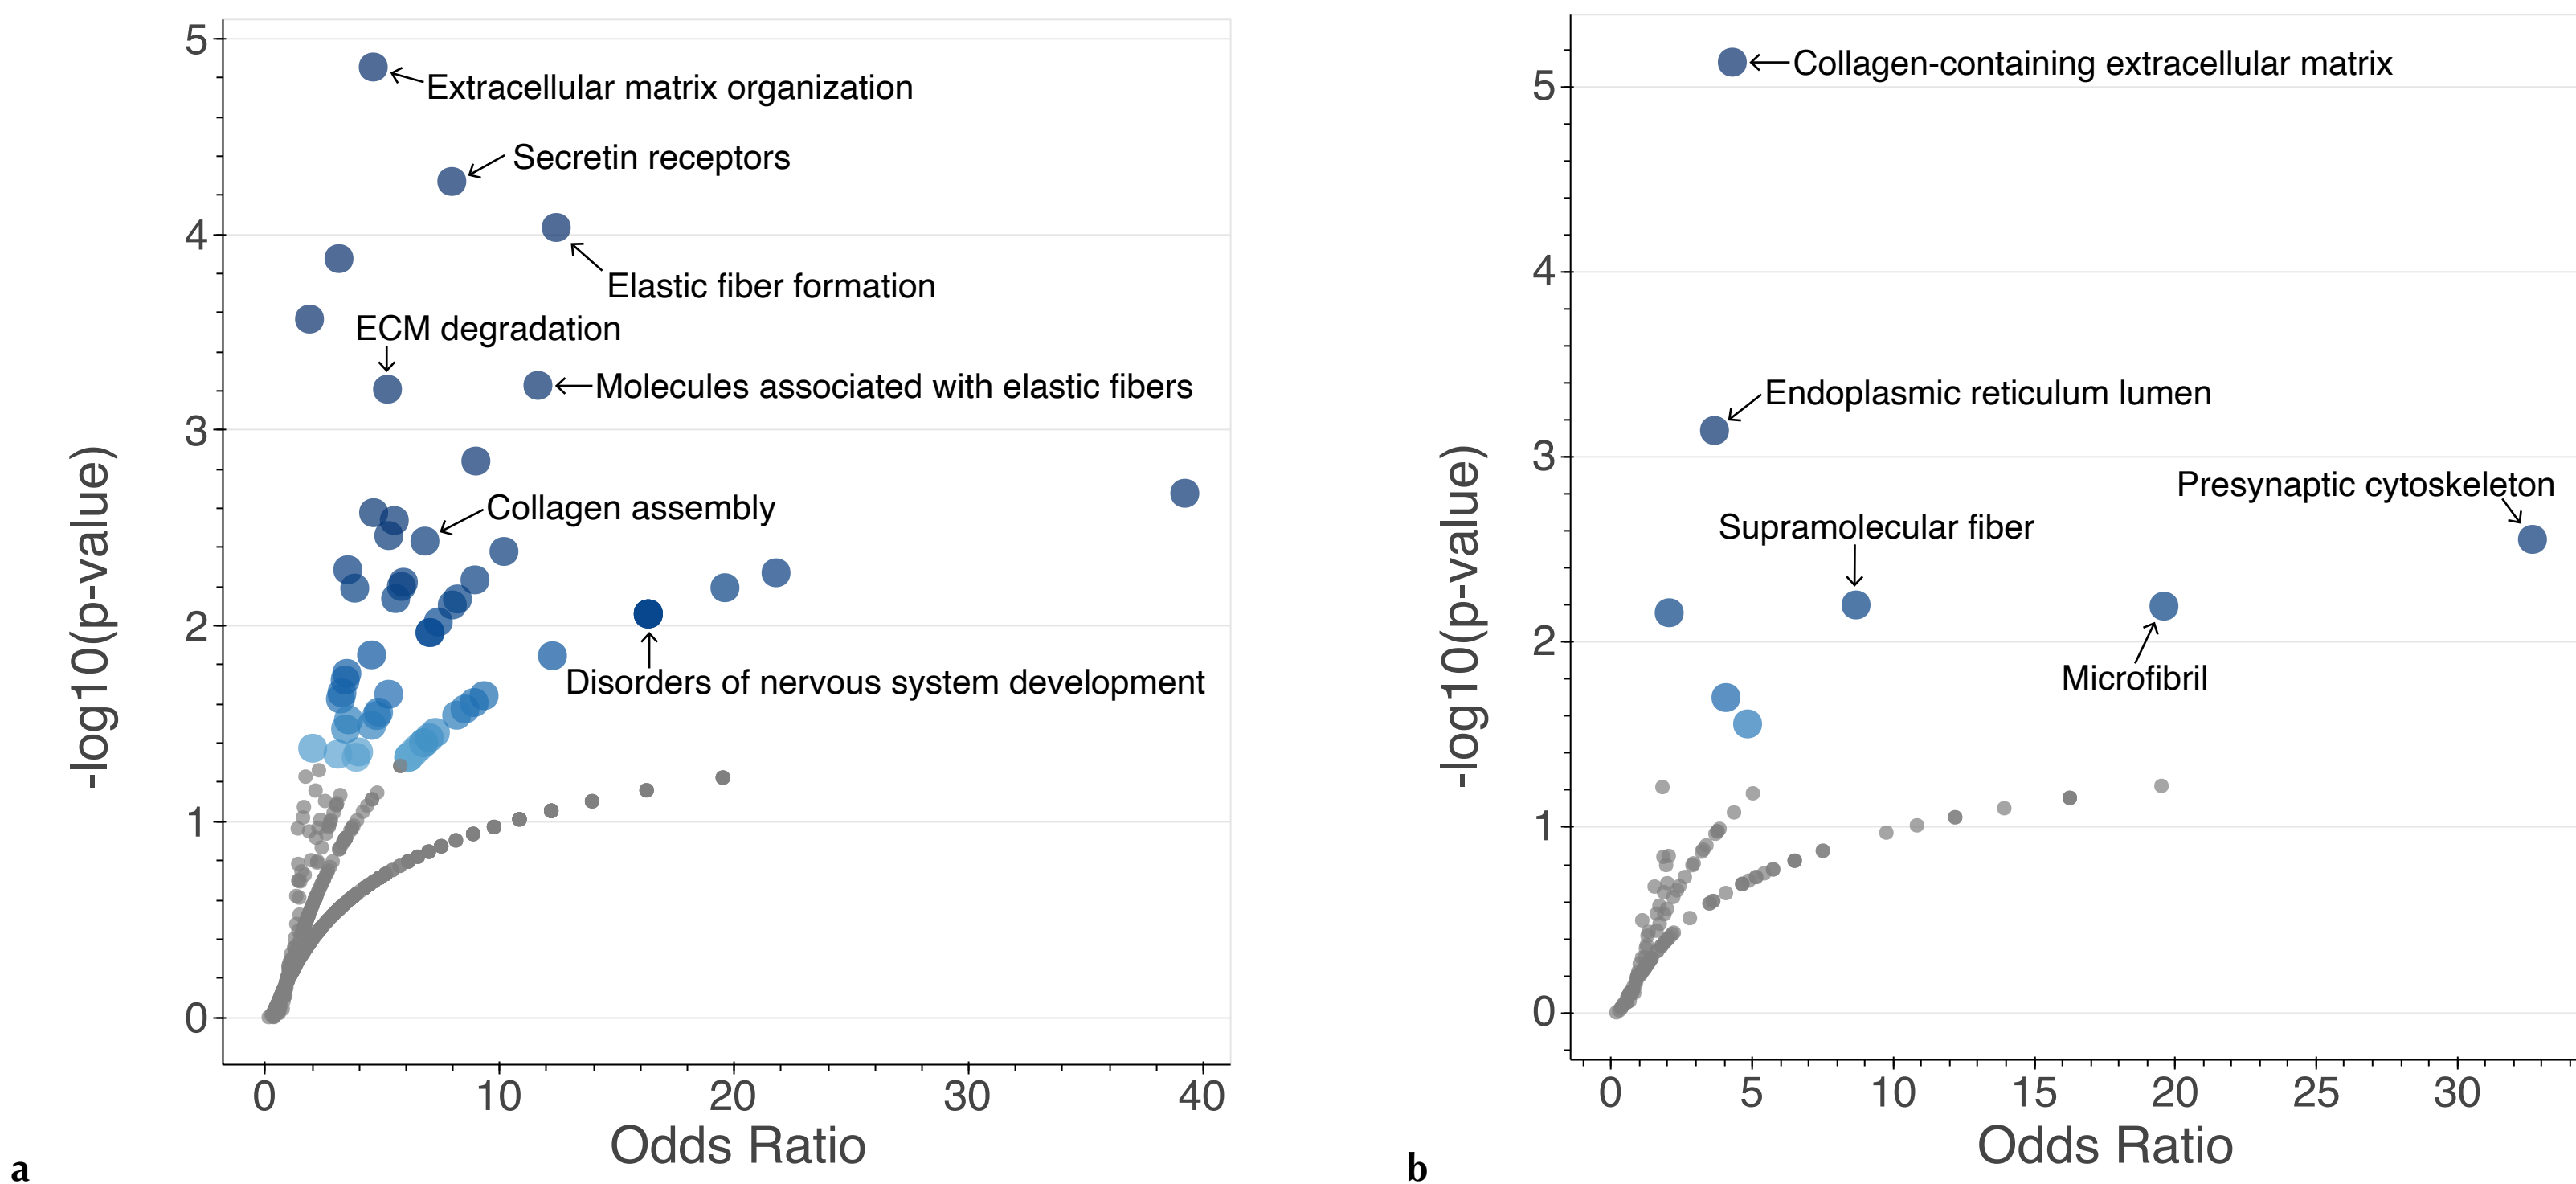 5
Extracellular matrix organization
Secretin receptors
4
Elastic fiber formation
ECM degradation
Molecules associated with elastic fibers
3
Collagen assembly
2
Disorders of nervous system development
1
0
-log10(p-value)
0 10 20 30 40
Odds Ratio
a
Collagen-containing extracellular matrix
5
4
Endoplasmic reticulum lumen
3
Presynaptic cytoskeleton
Supramolecular fiber
2
Microfibril
1
0
-log10(p-value)
0 5 10 15 20 25 30
Odds Ratio
b